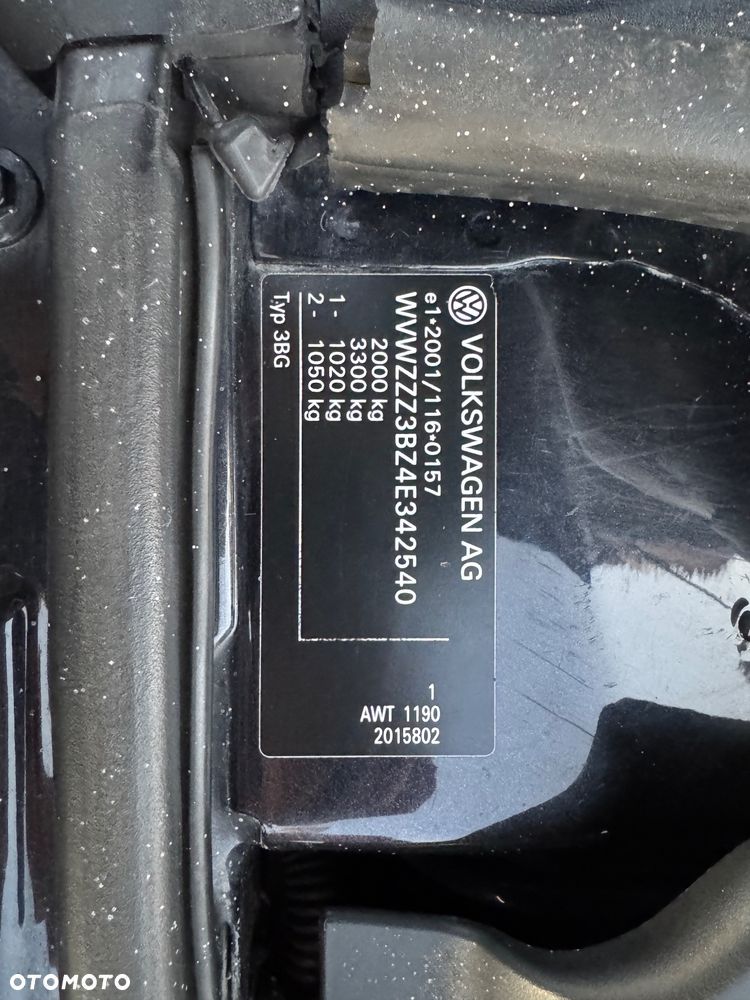 VOLKSWAGEN AG
e1*2001/116*0157
WVWZZZ3BZ4E342540
2000 kg
3300 kg
1 - 1020 kg
2 - 1050 kg
Typ 3BG
1
AWT 1190
2015802
OTOMOTO